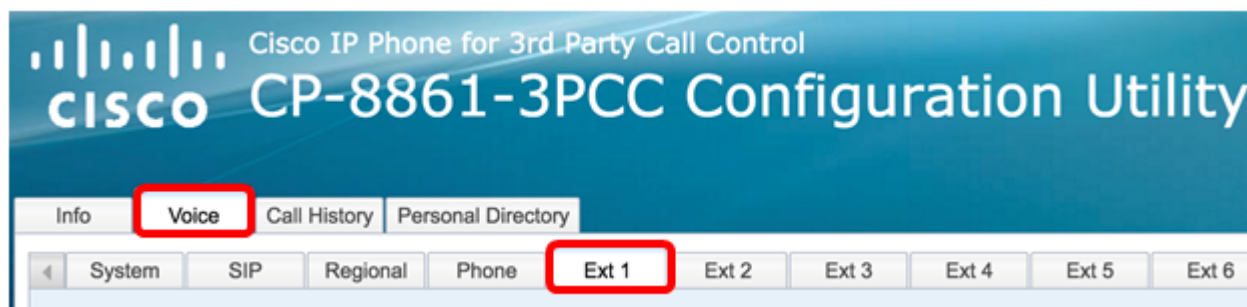 Cisco IP Phone for 3rd Party Call Control
CISCO CP-8861-3PCC Configuration Utility
Info Voice Call History Personal Directory
System SIP Regional Phone Ext 1 Ext 2 Ext 3 Ext 4 Ext 5 Ext 6